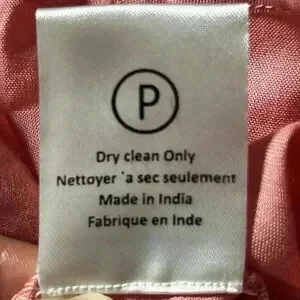 P
Dry clean Only
Nettoyer `a sec seulement
Made in India
Fabrique en Inde